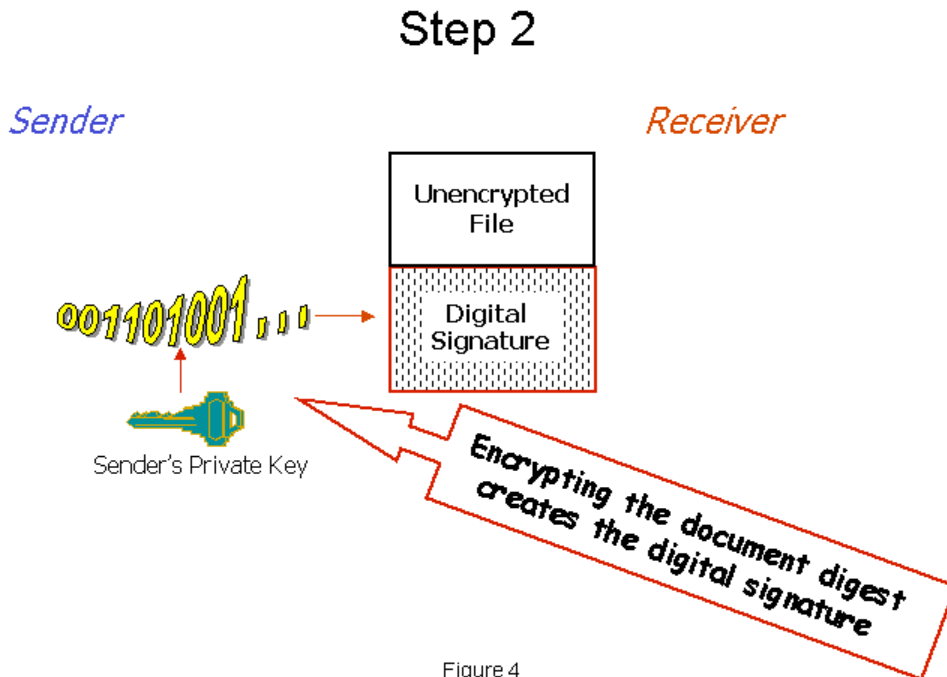 Step 2
Sender
Receiver
Unencrypted
File
001101001...
Digital
Signature
Sender's Private Key
Encrypting the document digest
creates the digital signature
Figure 4